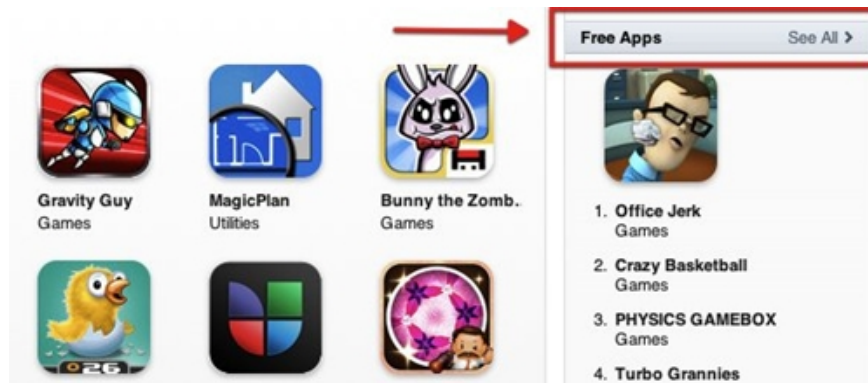 Free Apps See All >
Gravity Guy
Games
MagicPlan
Utilities
Bunny the Zomb..
Games
26
1. Office Jerk
Games
2. Crazy Basketball
Games
3. PHYSICS GAMEBOX
Games
4. Turbo Grannies